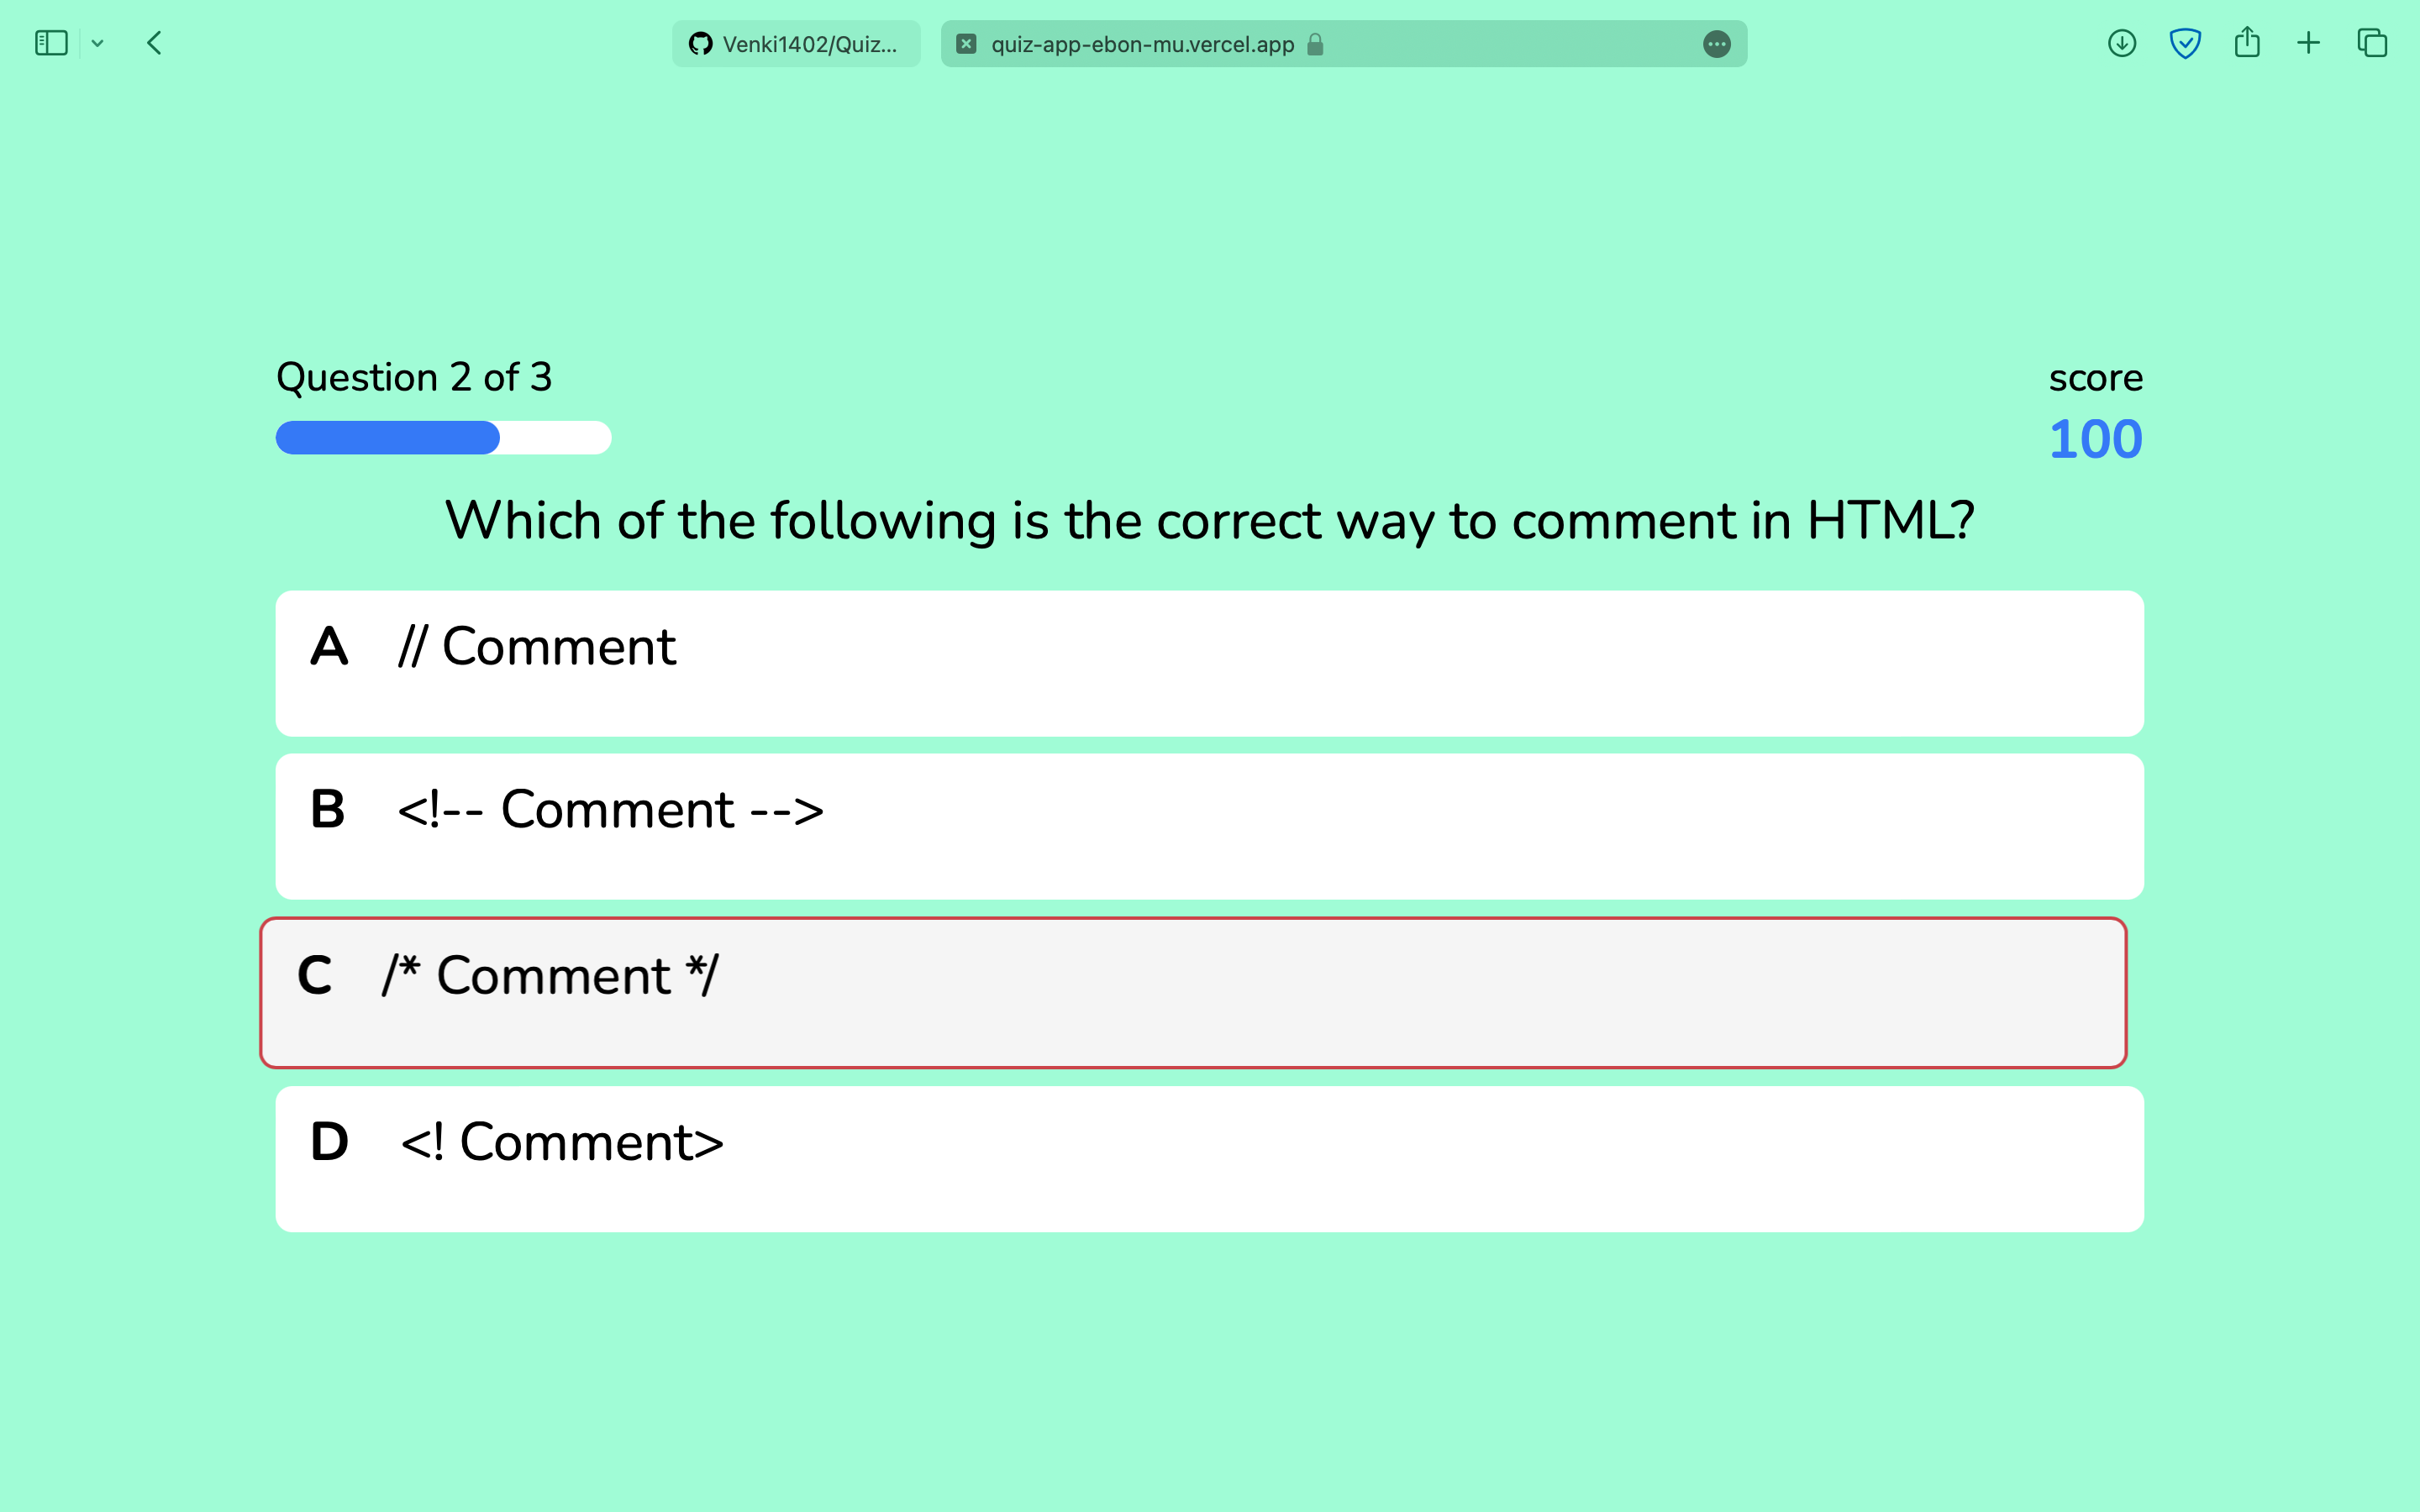 Venki1402/Quiz...
quiz-app-ebon-mu.vercel.app
Question 2 of 3
score
100
Which of the following is the correct way to comment in HTML?
A // Comment
B <!-- Comment -->
C /* Comment */
D <! Comment>